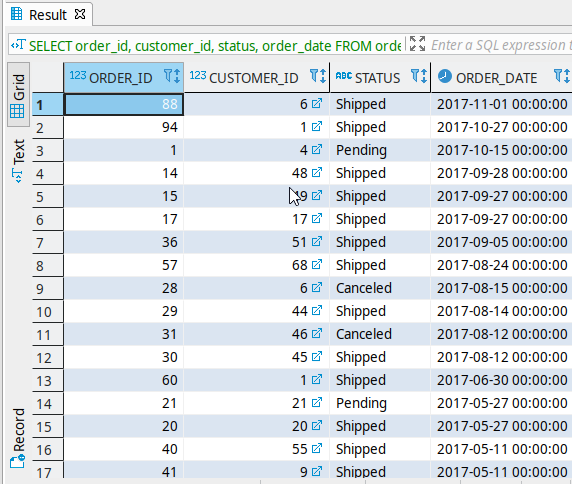 Result
SELECT order_id, customer_id, status, order_date FROM orde Enter a SQL expression t
Grid
Text
Record
123 ORDER_ID 123 CUSTOMER_ID ABC STATUS ORDER_DATE
1 88 6 Shipped 2017-11-01 00:00:00
2 94 1 Shipped 2017-10-27 00:00:00
3 1 4 Pending 2017-10-15 00:00:00
4 14 48 Shipped 2017-09-28 00:00:00
5 15 Shipped 2017-09-27 00:00:00
6 17 17 Shipped 2017-09-27 00:00:00
7 36 51 Shipped 2017-09-05 00:00:00
8 57 68 Shipped 2017-08-24 00:00:00
9 28 6 Canceled 2017-08-15 00:00:00
10 29 44 Shipped 2017-08-14 00:00:00
11 31 46 Canceled 2017-08-12 00:00:00
12 30 45 Shipped 2017-08-12 00:00:00
13 60 1 Shipped 2017-06-30 00:00:00
14 21 21 Pending 2017-05-27 00:00:00
15 20 20 Shipped 2017-05-27 00:00:00
16 40 55 Shipped 2017-05-11 00:00:00
17 41 9 Shipped 2017-05-11 00:00:00